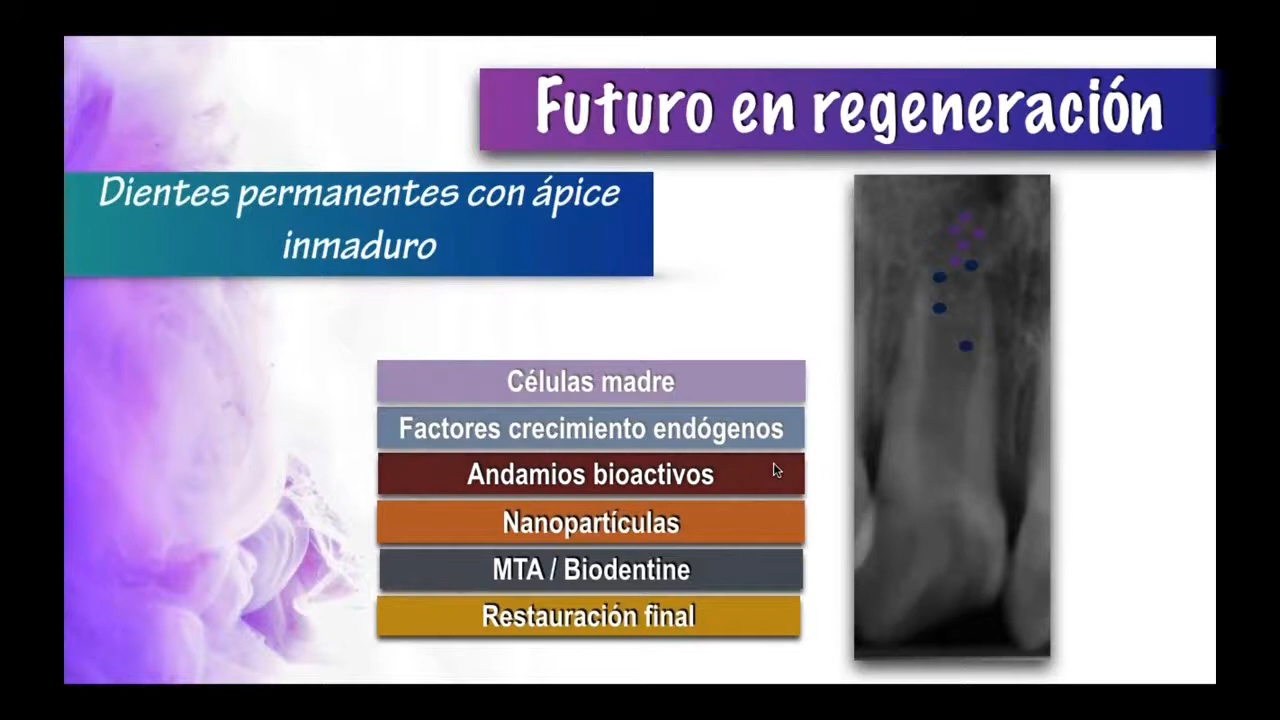 Futuro en regeneración
Dientes permanentes con ápice
inmaduro
Células madre
Factores crecimiento endógenos
Andamios bioactivos
Nanopartículas
MTA / Biodentine
Restauración final